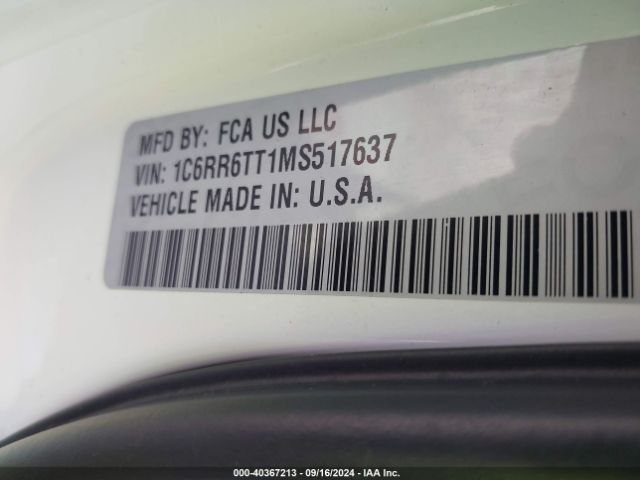 MFD BY: FCA US LLC
VIN: 1C6RR6TT1MS517637
VEHICLE MADE IN: U.S.A.
000-40367213 - 09/16/2024 - IAA Inc.